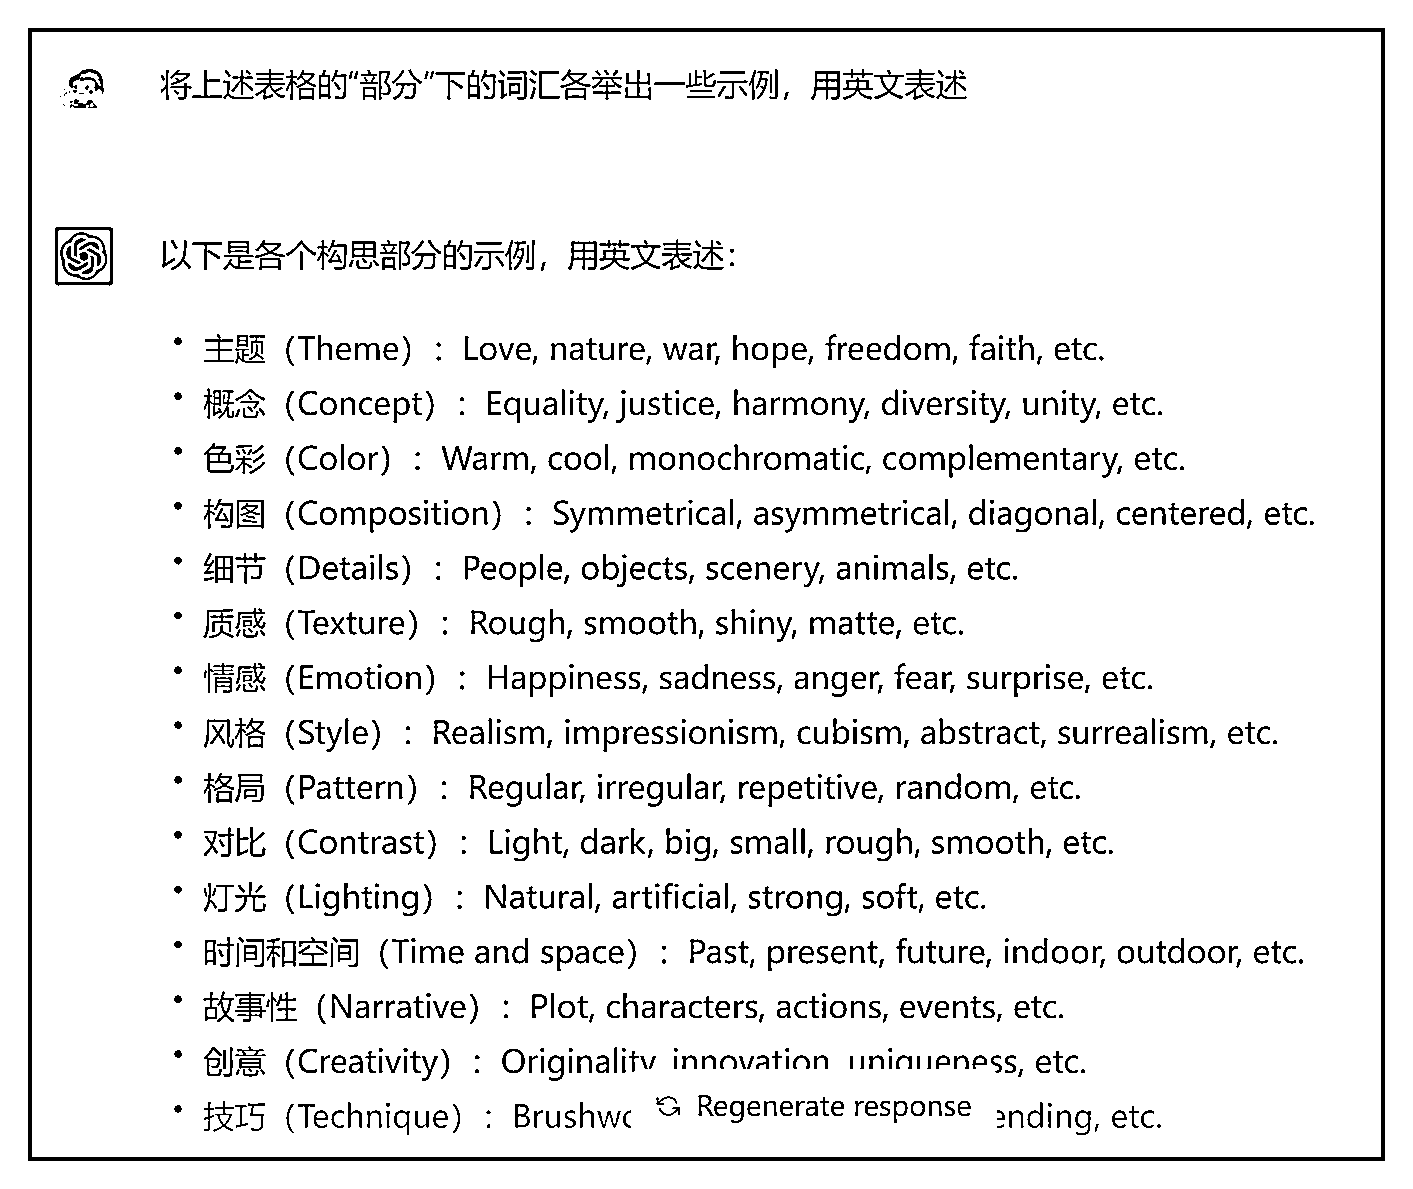 将上述表格的“部分”下的词汇各举出一些示例，用英文表述
以下是各个构思部分的示例，用英文表述：
• 主题（Theme）：Love, nature, war, hope, freedom, faith, etc.
• 概念（Concept）：Equality, justice, harmony, diversity, unity, etc.
• 色彩（Color）：Warm, cool, monochromatic, complementary, etc.
• 构图（Composition）：Symmetrical, asymmetrical, diagonal, centered, etc.
• 细节（Details）：People, objects, scenery, animals, etc.
• 质感（Texture）：Rough, smooth, shiny, matte, etc.
• 情感（Emotion）：Happiness, sadness, anger, fear, surprise, etc.
• 风格（Style）：Realism, impressionism, cubism, abstract, surrealism, etc.
• 格局（Pattern）：Regular, irregular, repetitive, random, etc.
• 对比（Contrast）：Light, dark, big, small, rough, smooth, etc.
• 灯光（Lighting）：Natural, artificial, strong, soft, etc.
• 时间和空间（Time and space）：Past, present, future, indoor, outdoor, etc.
• 故事性（Narrative）：Plot, characters, actions, events, etc.
• 创意（Creativity）：Originality, innovation, uniqueness, etc.
• 技巧（Technique）：etc.
Regenerate response